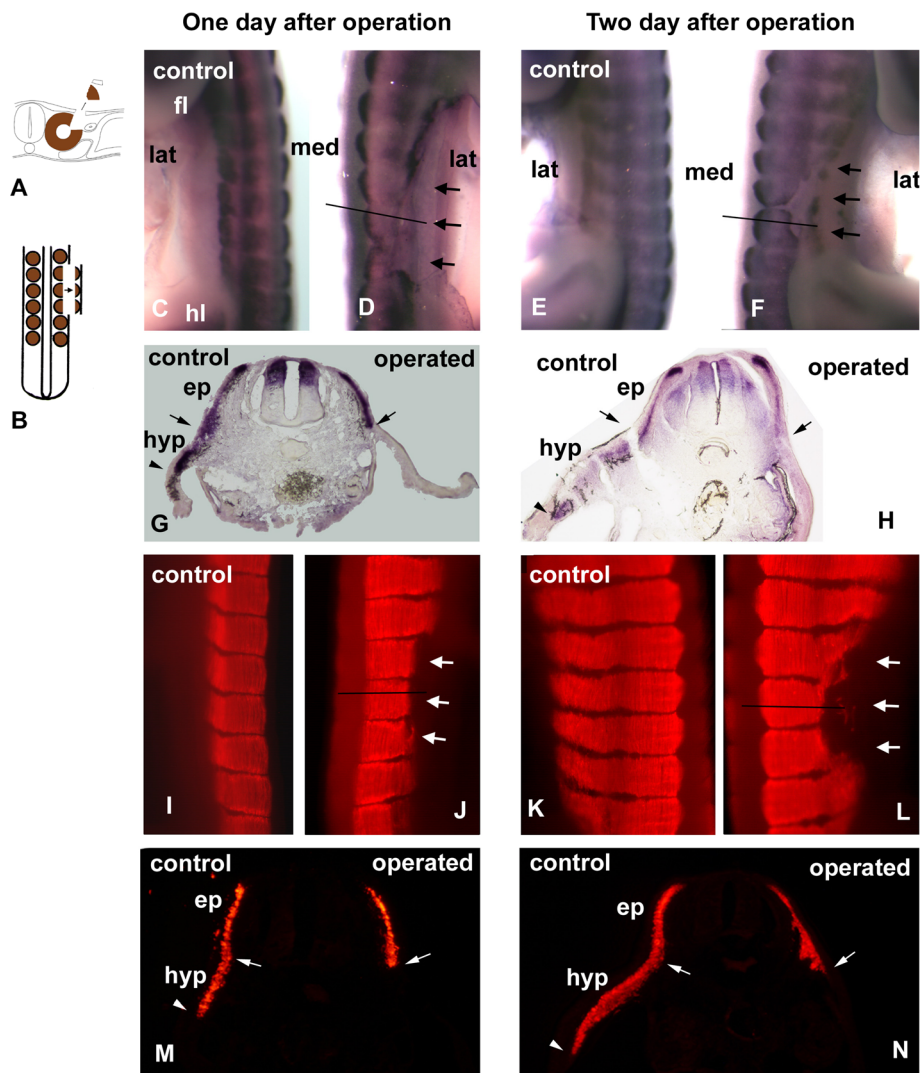 One day after operation
Two day after operation
A
B
control
fl
lat
C
hl
med
D
lat
control
lat
E
med
F
lat
control
operated
ep
hyp
G
control
operated
ep
hyp
H
control
I
J
control
K
L
control
operated
ep
hyp
M
control
operated
ep
hyp
N